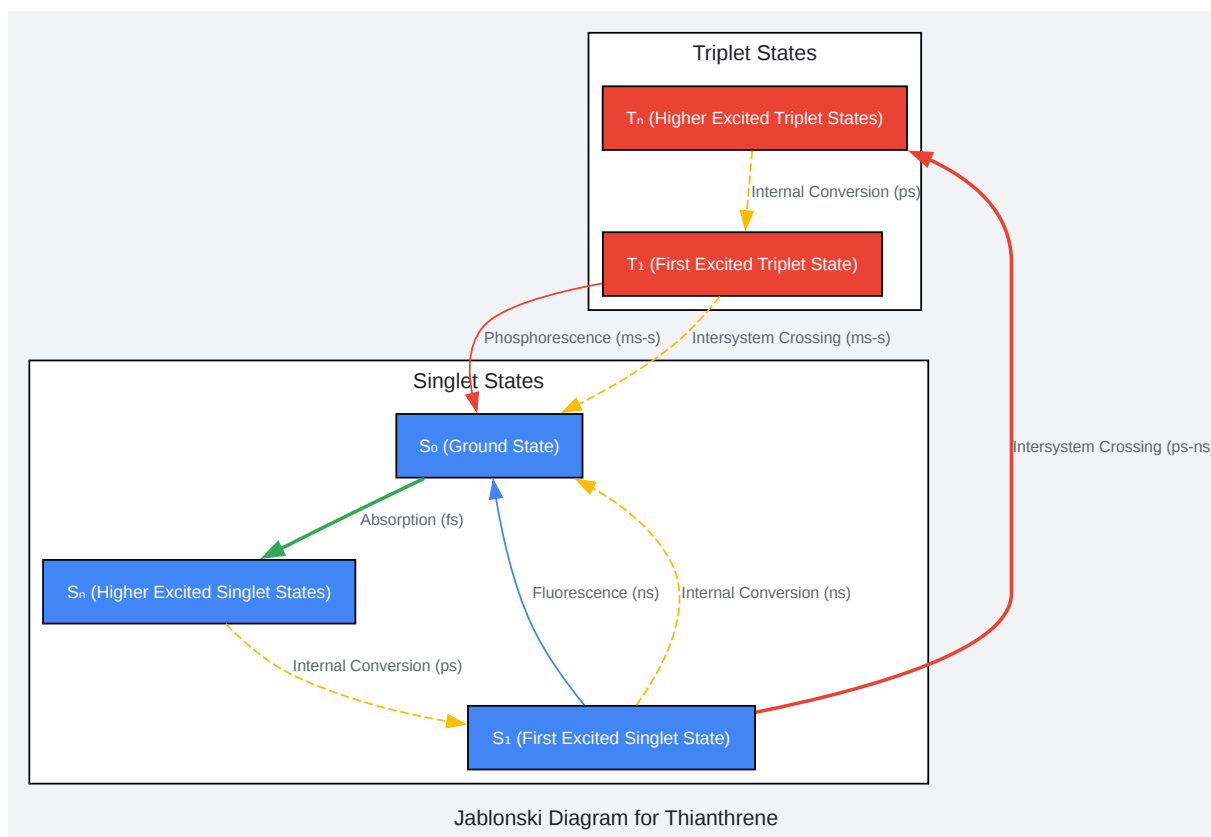 Triplet States
Tₙ (Higher Excited Triplet States)
Internal Conversion (ps)
T₁ (First Excited Triplet State)
Phosphorescence (ms-s)
Intersystem Crossing (ms-s)
Singlet States
S₀ (Ground State)
Intersystem Crossing (ps-ns)
Absorption (fs)
Sₙ (Higher Excited Singlet States)
Fluorescence (ns)
Internal Conversion (ns)
Internal Conversion (ps)
S₁ (First Excited Singlet State)
Jablonski Diagram for Thianthrene